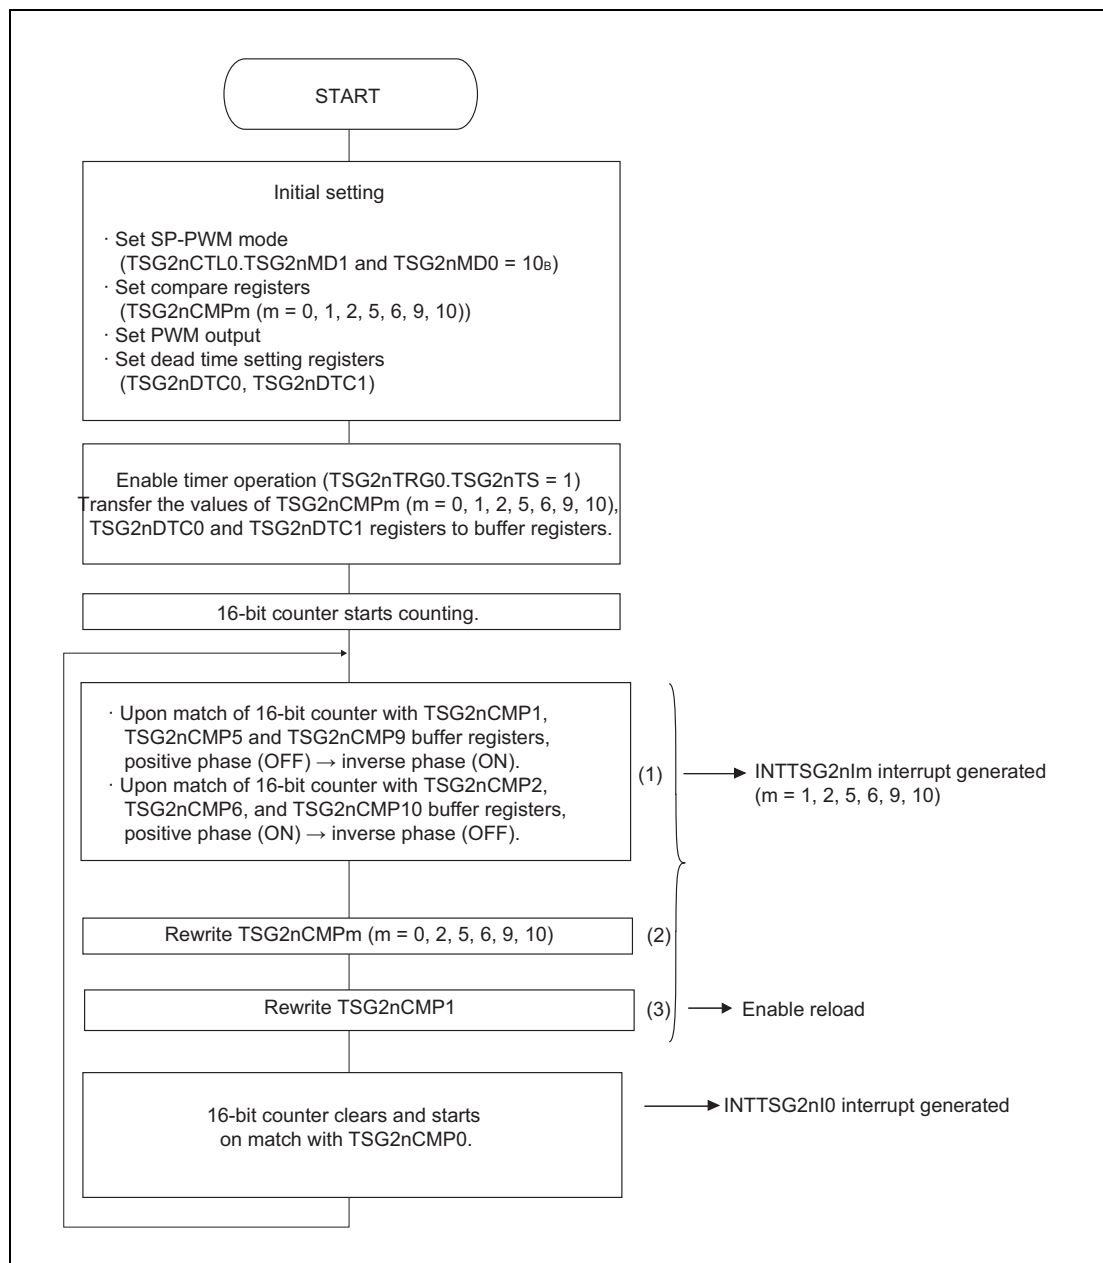 START
Initial setting
· Set SP-PWM mode
(TSG2nCTL0.TSG2nMD1 and TSG2nMD0 = 10B)
· Set compare registers
(TSG2nCMPm (m = 0, 1, 2, 5, 6, 9, 10))
· Set PWM output
· Set dead time setting registers
(TSG2nDTC0, TSG2nDTC1)
Enable timer operation (TSG2nTRG0.TSG2nTS = 1)
Transfer the values of TSG2nCMPm (m = 0, 1, 2, 5, 6, 9, 10),
TSG2nDTC0 and TSG2nDTC1 registers to buffer registers.
16-bit counter starts counting.
· Upon match of 16-bit counter with TSG2nCMP1,
TSG2nCMP5 and TSG2nCMP9 buffer registers,
positive phase (OFF) → inverse phase (ON).
· Upon match of 16-bit counter with TSG2nCMP2,
TSG2nCMP6, and TSG2nCMP10 buffer registers,
positive phase (ON) → inverse phase (OFF).
(1)
INTTSG2nIm interrupt generated
(m = 1, 2, 5, 6, 9, 10)
Rewrite TSG2nCMPm (m = 0, 2, 5, 6, 9, 10)
(2)
Rewrite TSG2nCMP1
(3)
Enable reload
16-bit counter clears and starts
on match with TSG2nCMP0.
INTTSG2nI0 interrupt generated